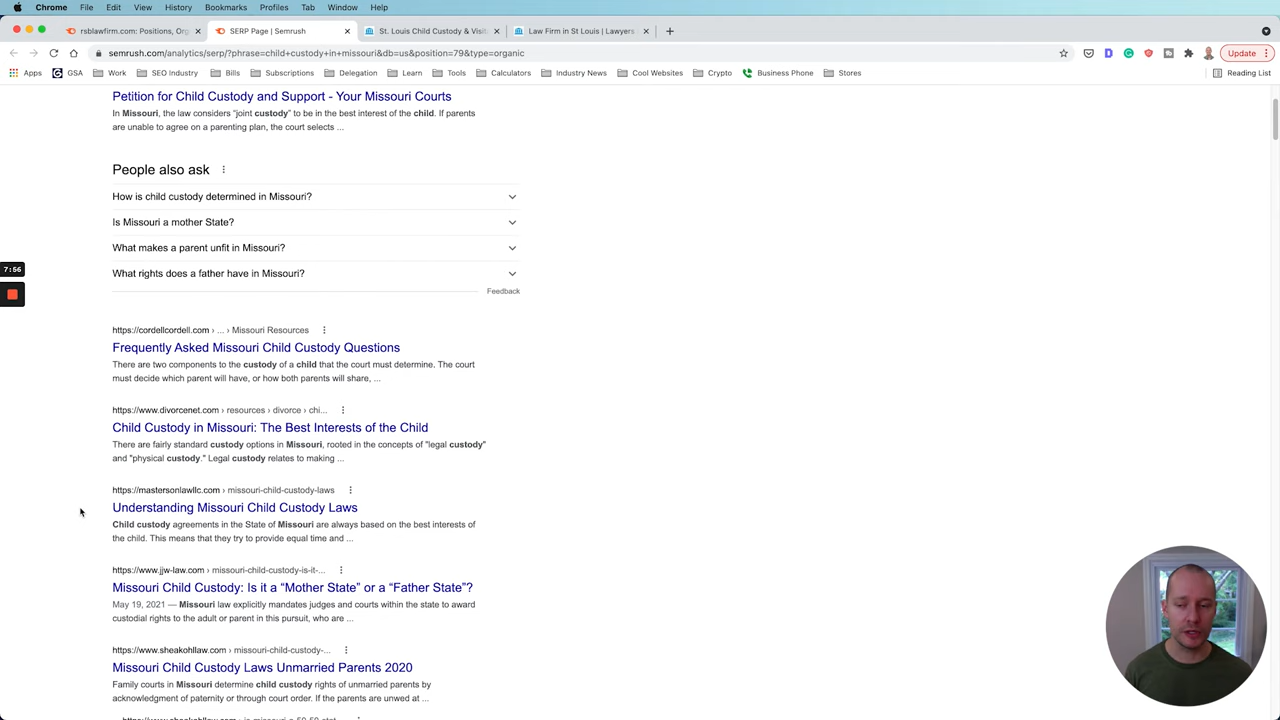 Chrome File Edit View History Bookmarks Profiles Tab Window Help
rsblawfirm.com: Positions, Org × SERP Page | Semrush × St. Louis Child Custody & Visit × Law Firm in St Louis | Lawyers × +
semrush.com/analytics/serp/?phrase=child+custody+in+missouri&db=us&position=79&type=organic
Update
Apps GSA Work SEO Industry Bills Subscriptions Delegation Learn Tools Calculators Industry News Cool Websites Crypto Business Phone Stores Reading List
Petition for Child Custody and Support - Your Missouri Courts
In Missouri, the law considers “joint custody” to be in the best interest of the child. If parents
are unable to agree on a parenting plan, the court selects ...
People also ask
How is child custody determined in Missouri?
Is Missouri a mother State?
What makes a parent unfit in Missouri?
7:56
What rights does a father have in Missouri?
Feedback
https://cordellcordell.com › ... › Missouri Resources
Frequently Asked Missouri Child Custody Questions
There are two components to the custody of a child that the court must determine. The court
must decide which parent will have, or how both parents will share, ...
https://www.divorcenet.com › resources › divorce › chi...
Child Custody in Missouri: The Best Interests of the Child
There are fairly standard custody options in Missouri, rooted in the concepts of "legal custody"
and "physical custody." Legal custody relates to making ...
https://mastersonlawllc.com › missouri-child-custody-laws
Understanding Missouri Child Custody Laws
Child custody agreements in the State of Missouri are always based on the best interests of
the child. This means that they try to provide equal time and ...
https://www.jjw-law.com › missouri-child-custody-is-it-...
Missouri Child Custody: Is it a “Mother State” or a “Father State”?
May 19, 2021 — Missouri law explicitly mandates judges and courts within the state to award
custodial rights to the adult or parent in this pursuit, who are ...
https://www.sheakohllaw.com › missouri-child-custody-...
Missouri Child Custody Laws Unmarried Parents 2020
Family courts in Missouri determine child custody rights of unmarried parents by
acknowledgment of paternity or through court order. If the parents are unwed at ...